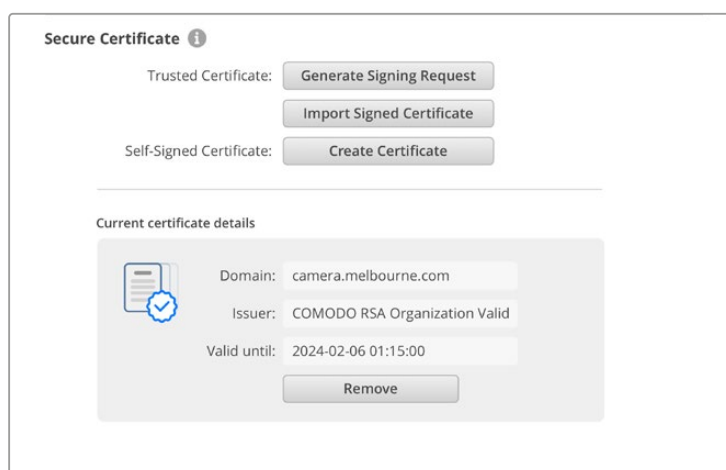 Secure Certificate
Trusted Certificate: Generate Signing Request
Import Signed Certificate
Self-Signed Certificate: Create Certificate
Current certificate details
Domain: camera.melbourne.com
Issuer: COMODO RSA Organization Valid
Valid until: 2024-02-06 01:15:00
Remove